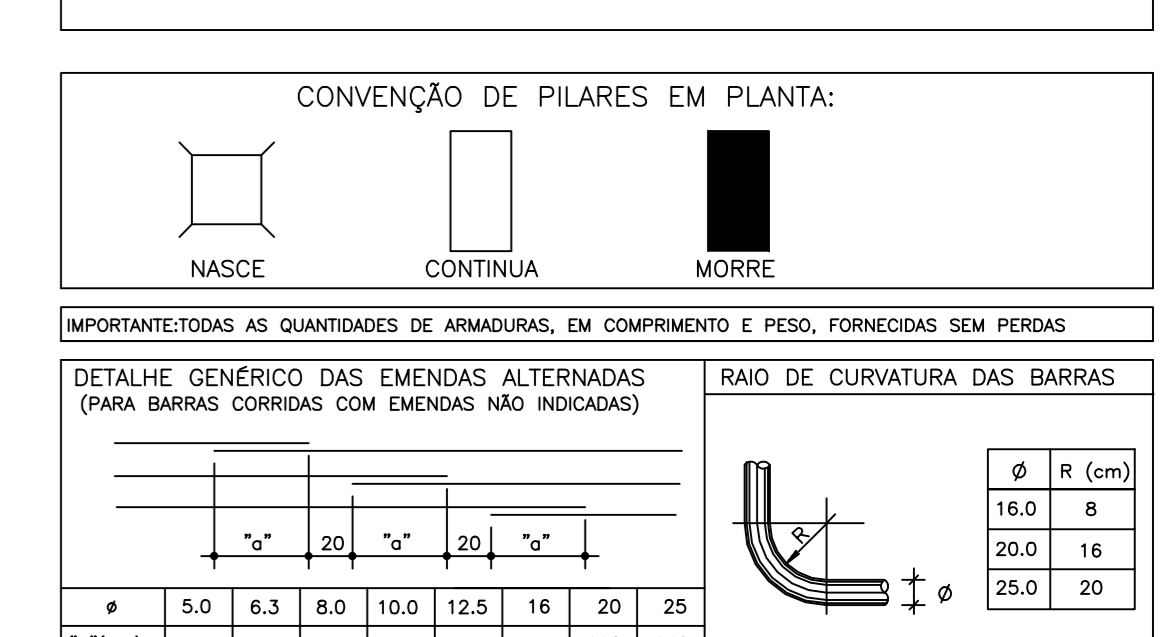 CONVENÇÃO DE PILARES EM PLANTA:
NASCE CONTINUA MORRE
IMPORTANTE:TODAS AS QUANTIDADES DE ARMADURAS, EM COMPRIMENTO E PESO, FORNECIDAS SEM PERDAS
DETALHE GENÉRICO DAS EMENDAS ALTERNADAS
(PARA BARRAS CORRIDAS COM EMENDAS NÃO INDICADAS)
"a" 20 "a" 20 "a"
ø 5.0 6.3 8.0 10.0 12.5 16 20 25
RAIO DE CURVATURA DAS BARRAS
R
ø
ø R (cm)
16.0 8
20.0 16
25.0 20